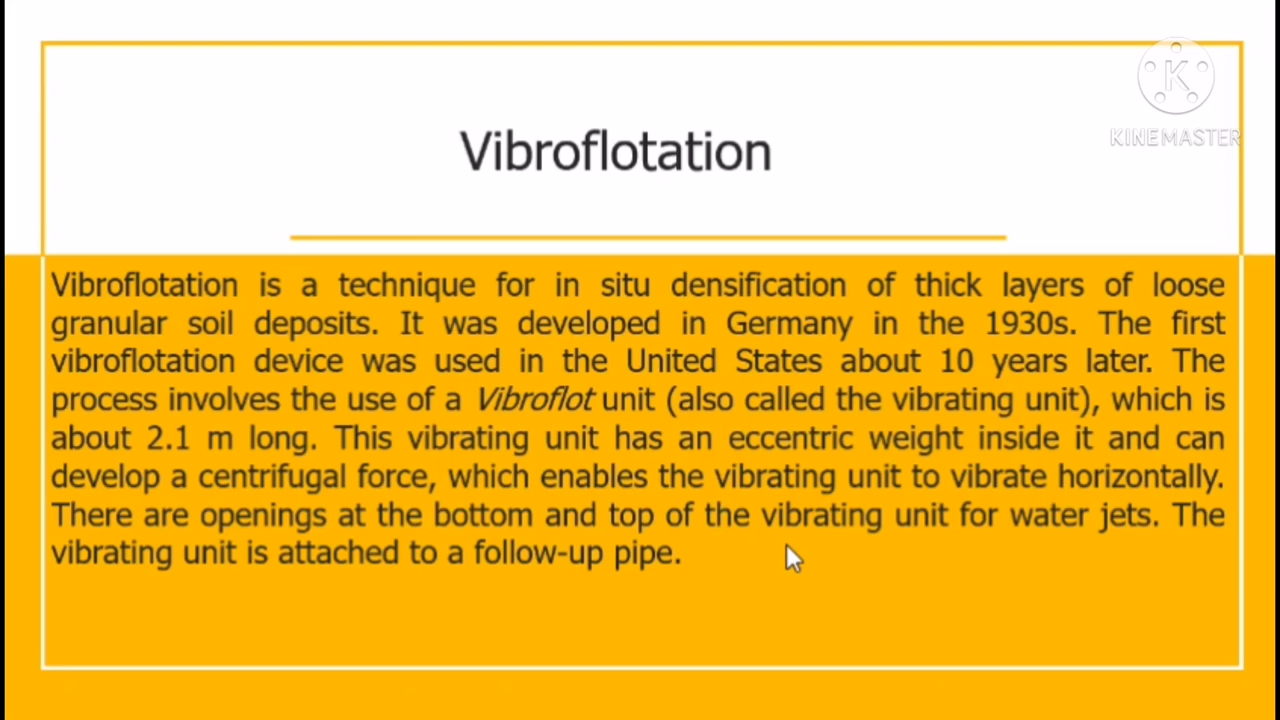 K
KINEMASTER
Vibroflotation
Vibroflotation is a technique for in situ densification of thick layers of loose
granular soil deposits. It was developed in Germany in the 1930s. The first
vibroflotation device was used in the United States about 10 years later. The
process involves the use of a Vibroflot unit (also called the vibrating unit), which is
about 2.1 m long. This vibrating unit has an eccentric weight inside it and can
develop a centrifugal force, which enables the vibrating unit to vibrate horizontally.
There are openings at the bottom and top of the vibrating unit for water jets. The
vibrating unit is attached to a follow-up pipe.